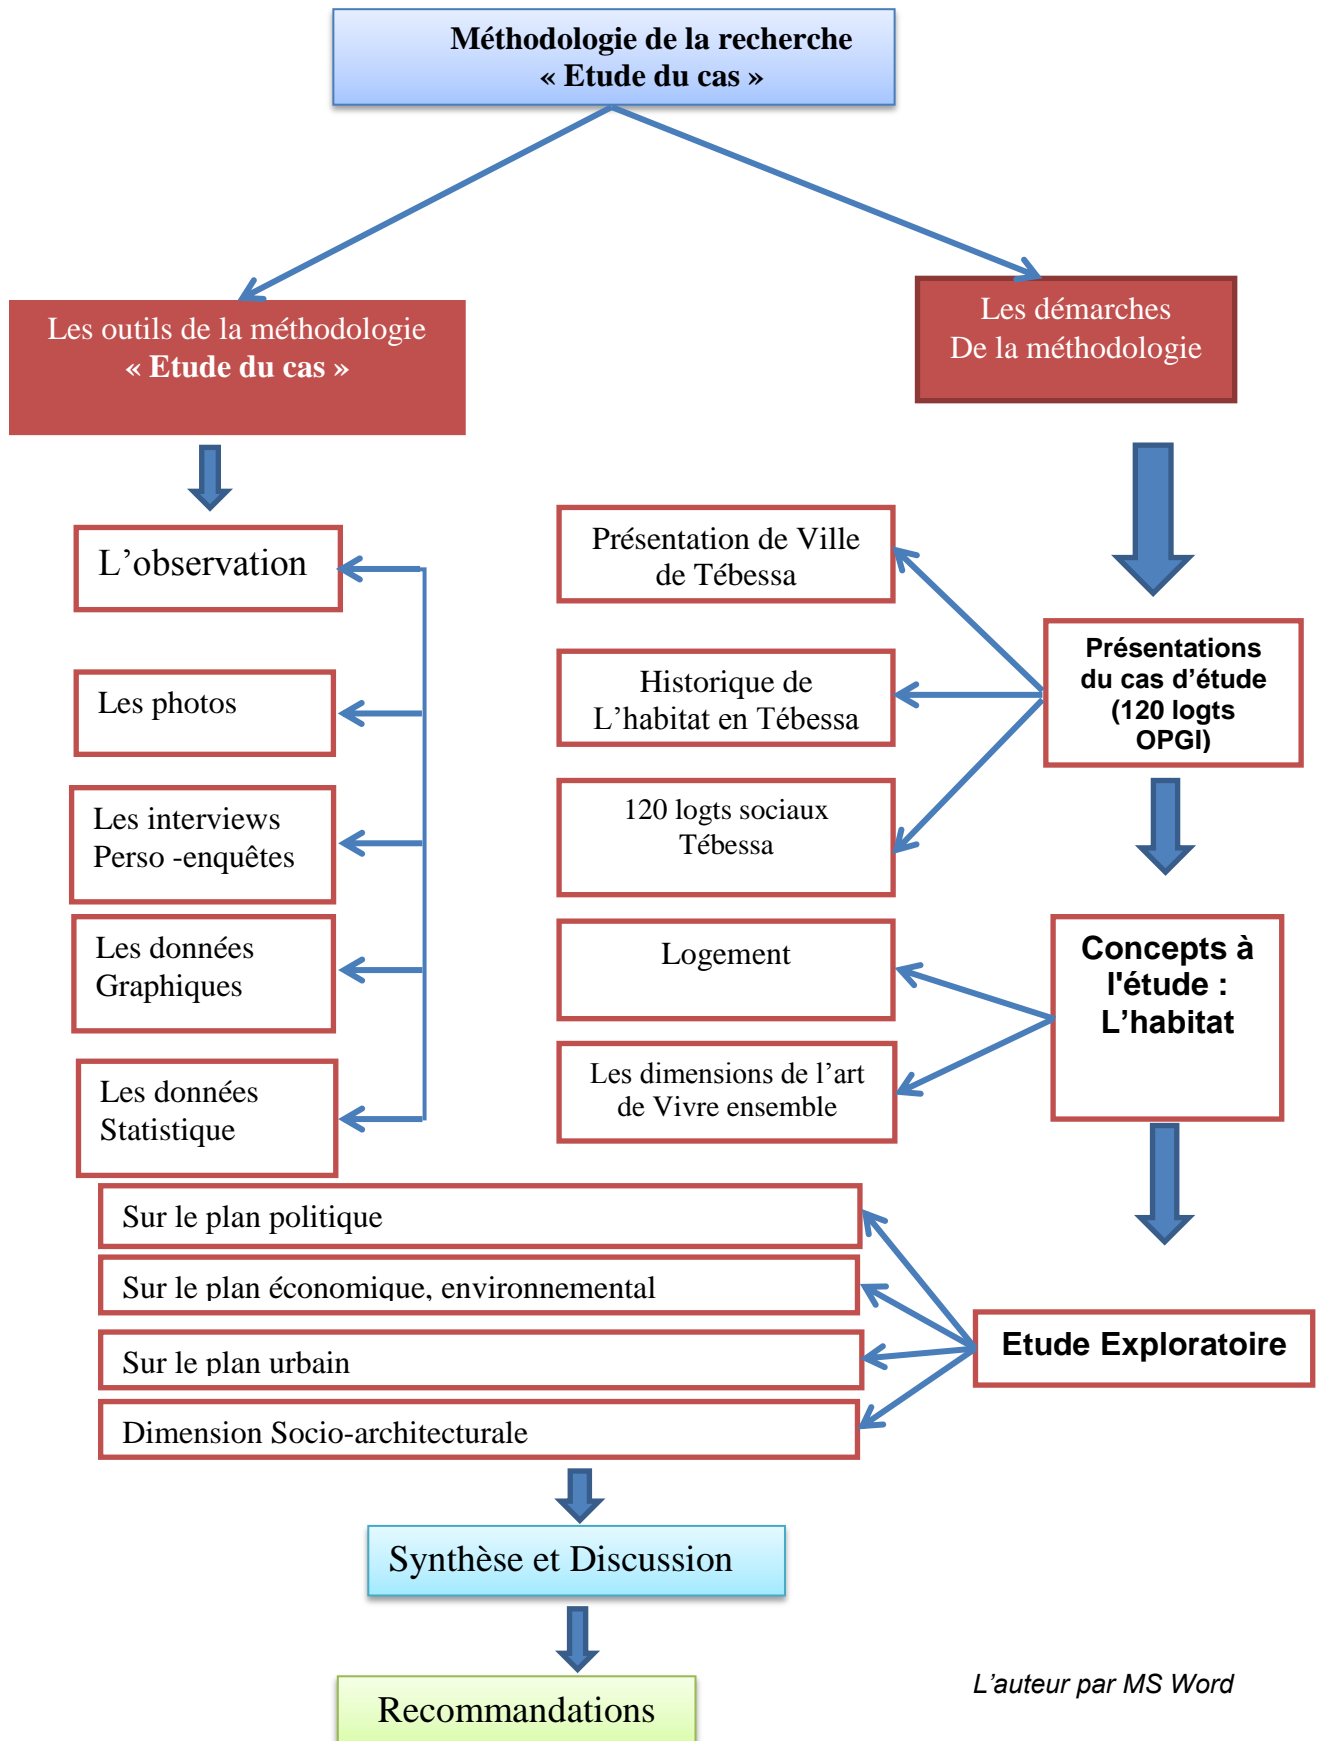 Méthodologie de la recherche
« Etude du cas »
Les outils de la méthodologie
« Etude du cas »
Les démarches
De la méthodologie
L’observation
Les photos
Les interviews
Perso -enquêtes
Les données
Graphiques
Les données
Statistique
Présentation de Ville
de Tébessa
Historique de
L’habitat en Tébessa
120 logts sociaux
Tébessa
Logement
Les dimensions de l’art
de Vivre ensemble
Présentations
du cas d’étude
(120 logts
OPGI)
Concepts à
l'étude :
L’habitat
Sur le plan politique
Sur le plan économique, environnemental
Sur le plan urbain
Dimension Socio-architecturale
Etude Exploratoire
Synthèse et Discussion
Recommandations
L’auteur par MS Word